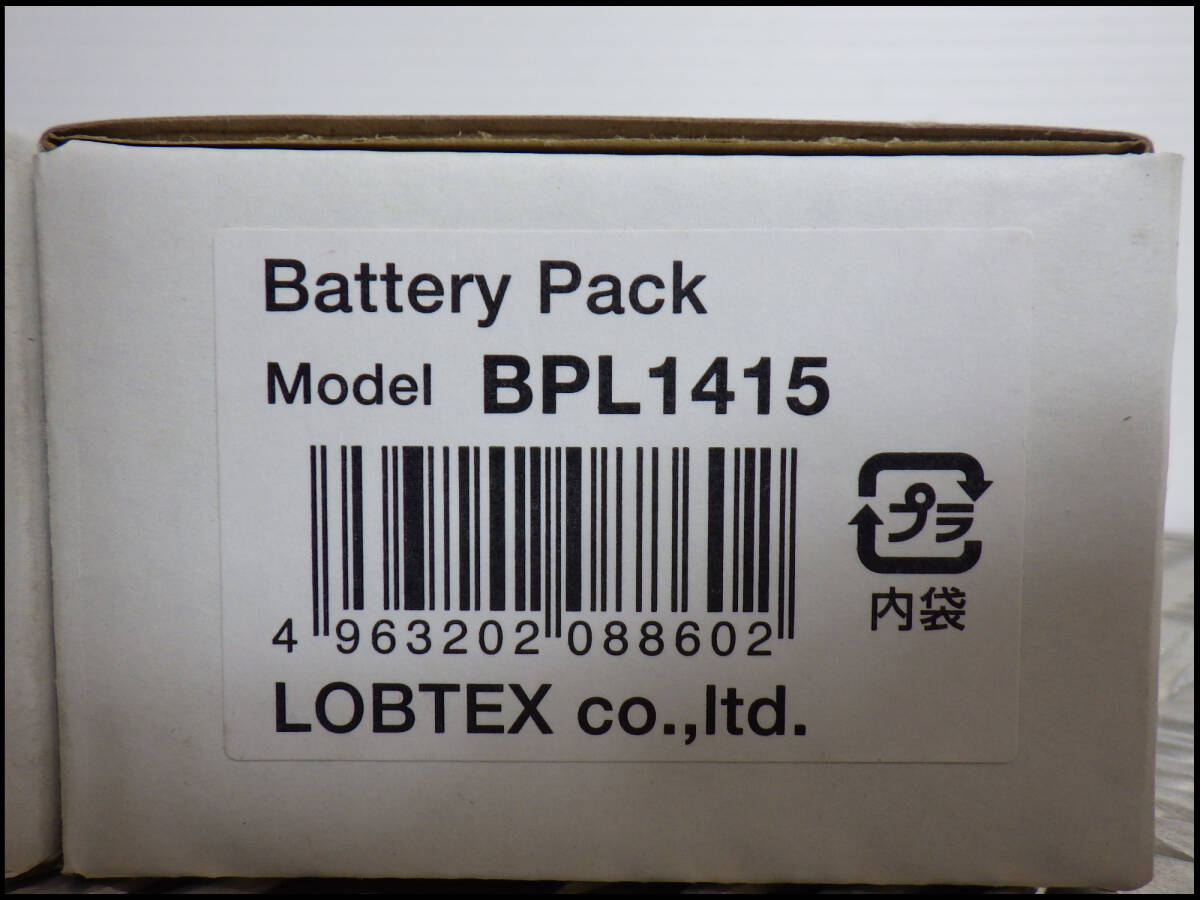 Battery Pack
Model BPL1415
プラ
内袋
4 963202 088602
LOBTEX co.,ltd.